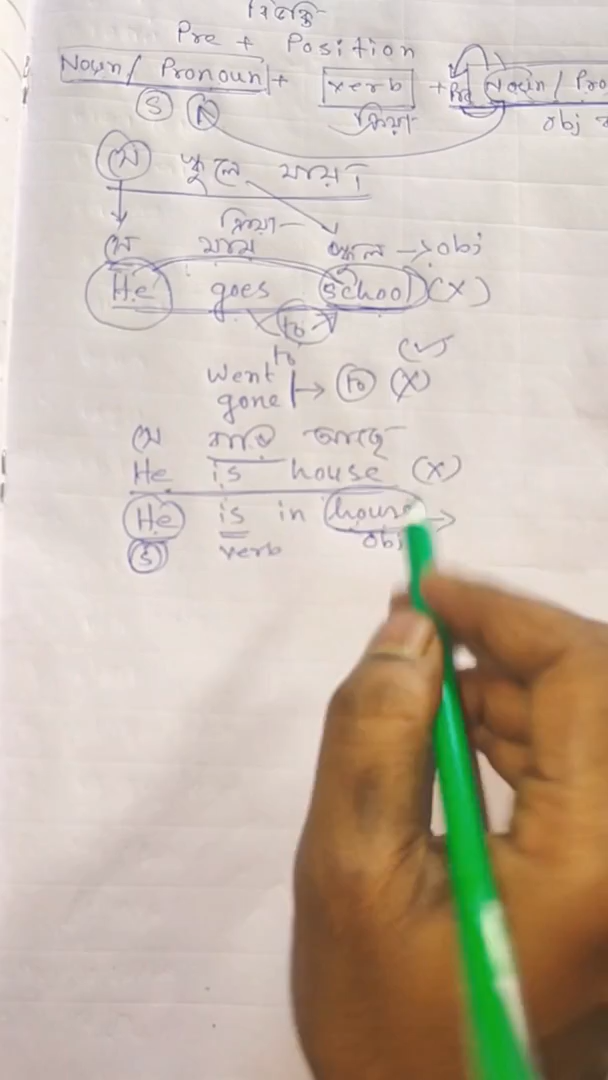 বিভক্তি
Pre + Position
Noun / Pronoun + verb + Pre Noun / Pro
S N ক্রিয়া obj
সে স্কুলে যায়।
ক্রিয়া
সে যায় স্কুল → obj
He goes school (X)
to
to (✓)
went
gone → to (X)
সে বাড়ি আছে
He is house (X)
He is in house →
S verb obj